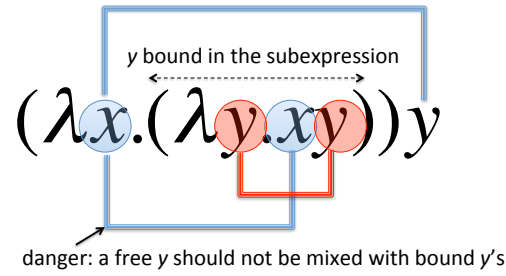 y bound in the subexpression
(λx.(λy.xy))y
danger: a free y should not be mixed with bound y's